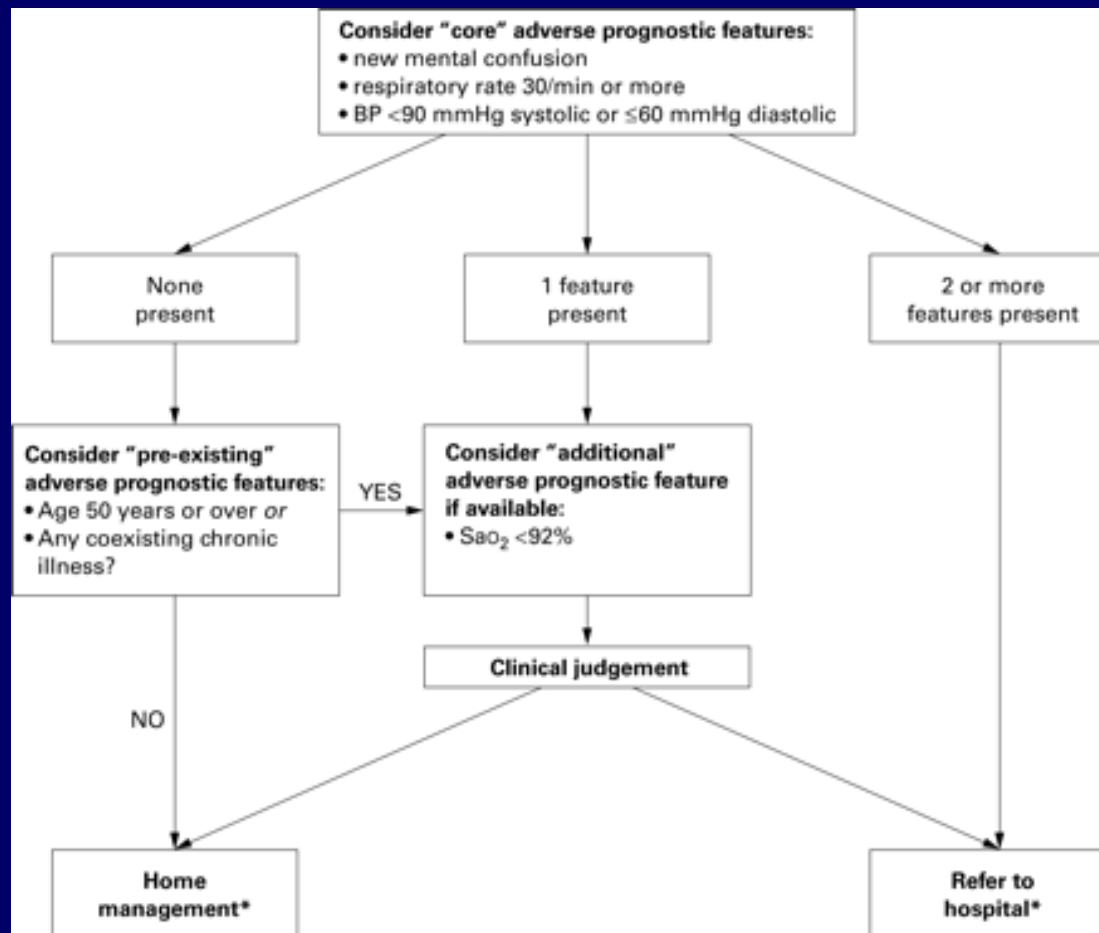 Consider "core" adverse prognostic features:
• new mental confusion
• respiratory rate 30/min or more
• BP <90 mmHg systolic or ≤60 mmHg diastolic
None
present
1 feature
present
2 or more
features present
Consider "pre-existing"
adverse prognostic features:
• Age 50 years or over or
• Any coexisting chronic
illness?
YES
Consider "additional"
adverse prognostic feature
if available:
• Sao₂ <92%
Clinical judgement
NO
Home
management*
Refer to
hospital*